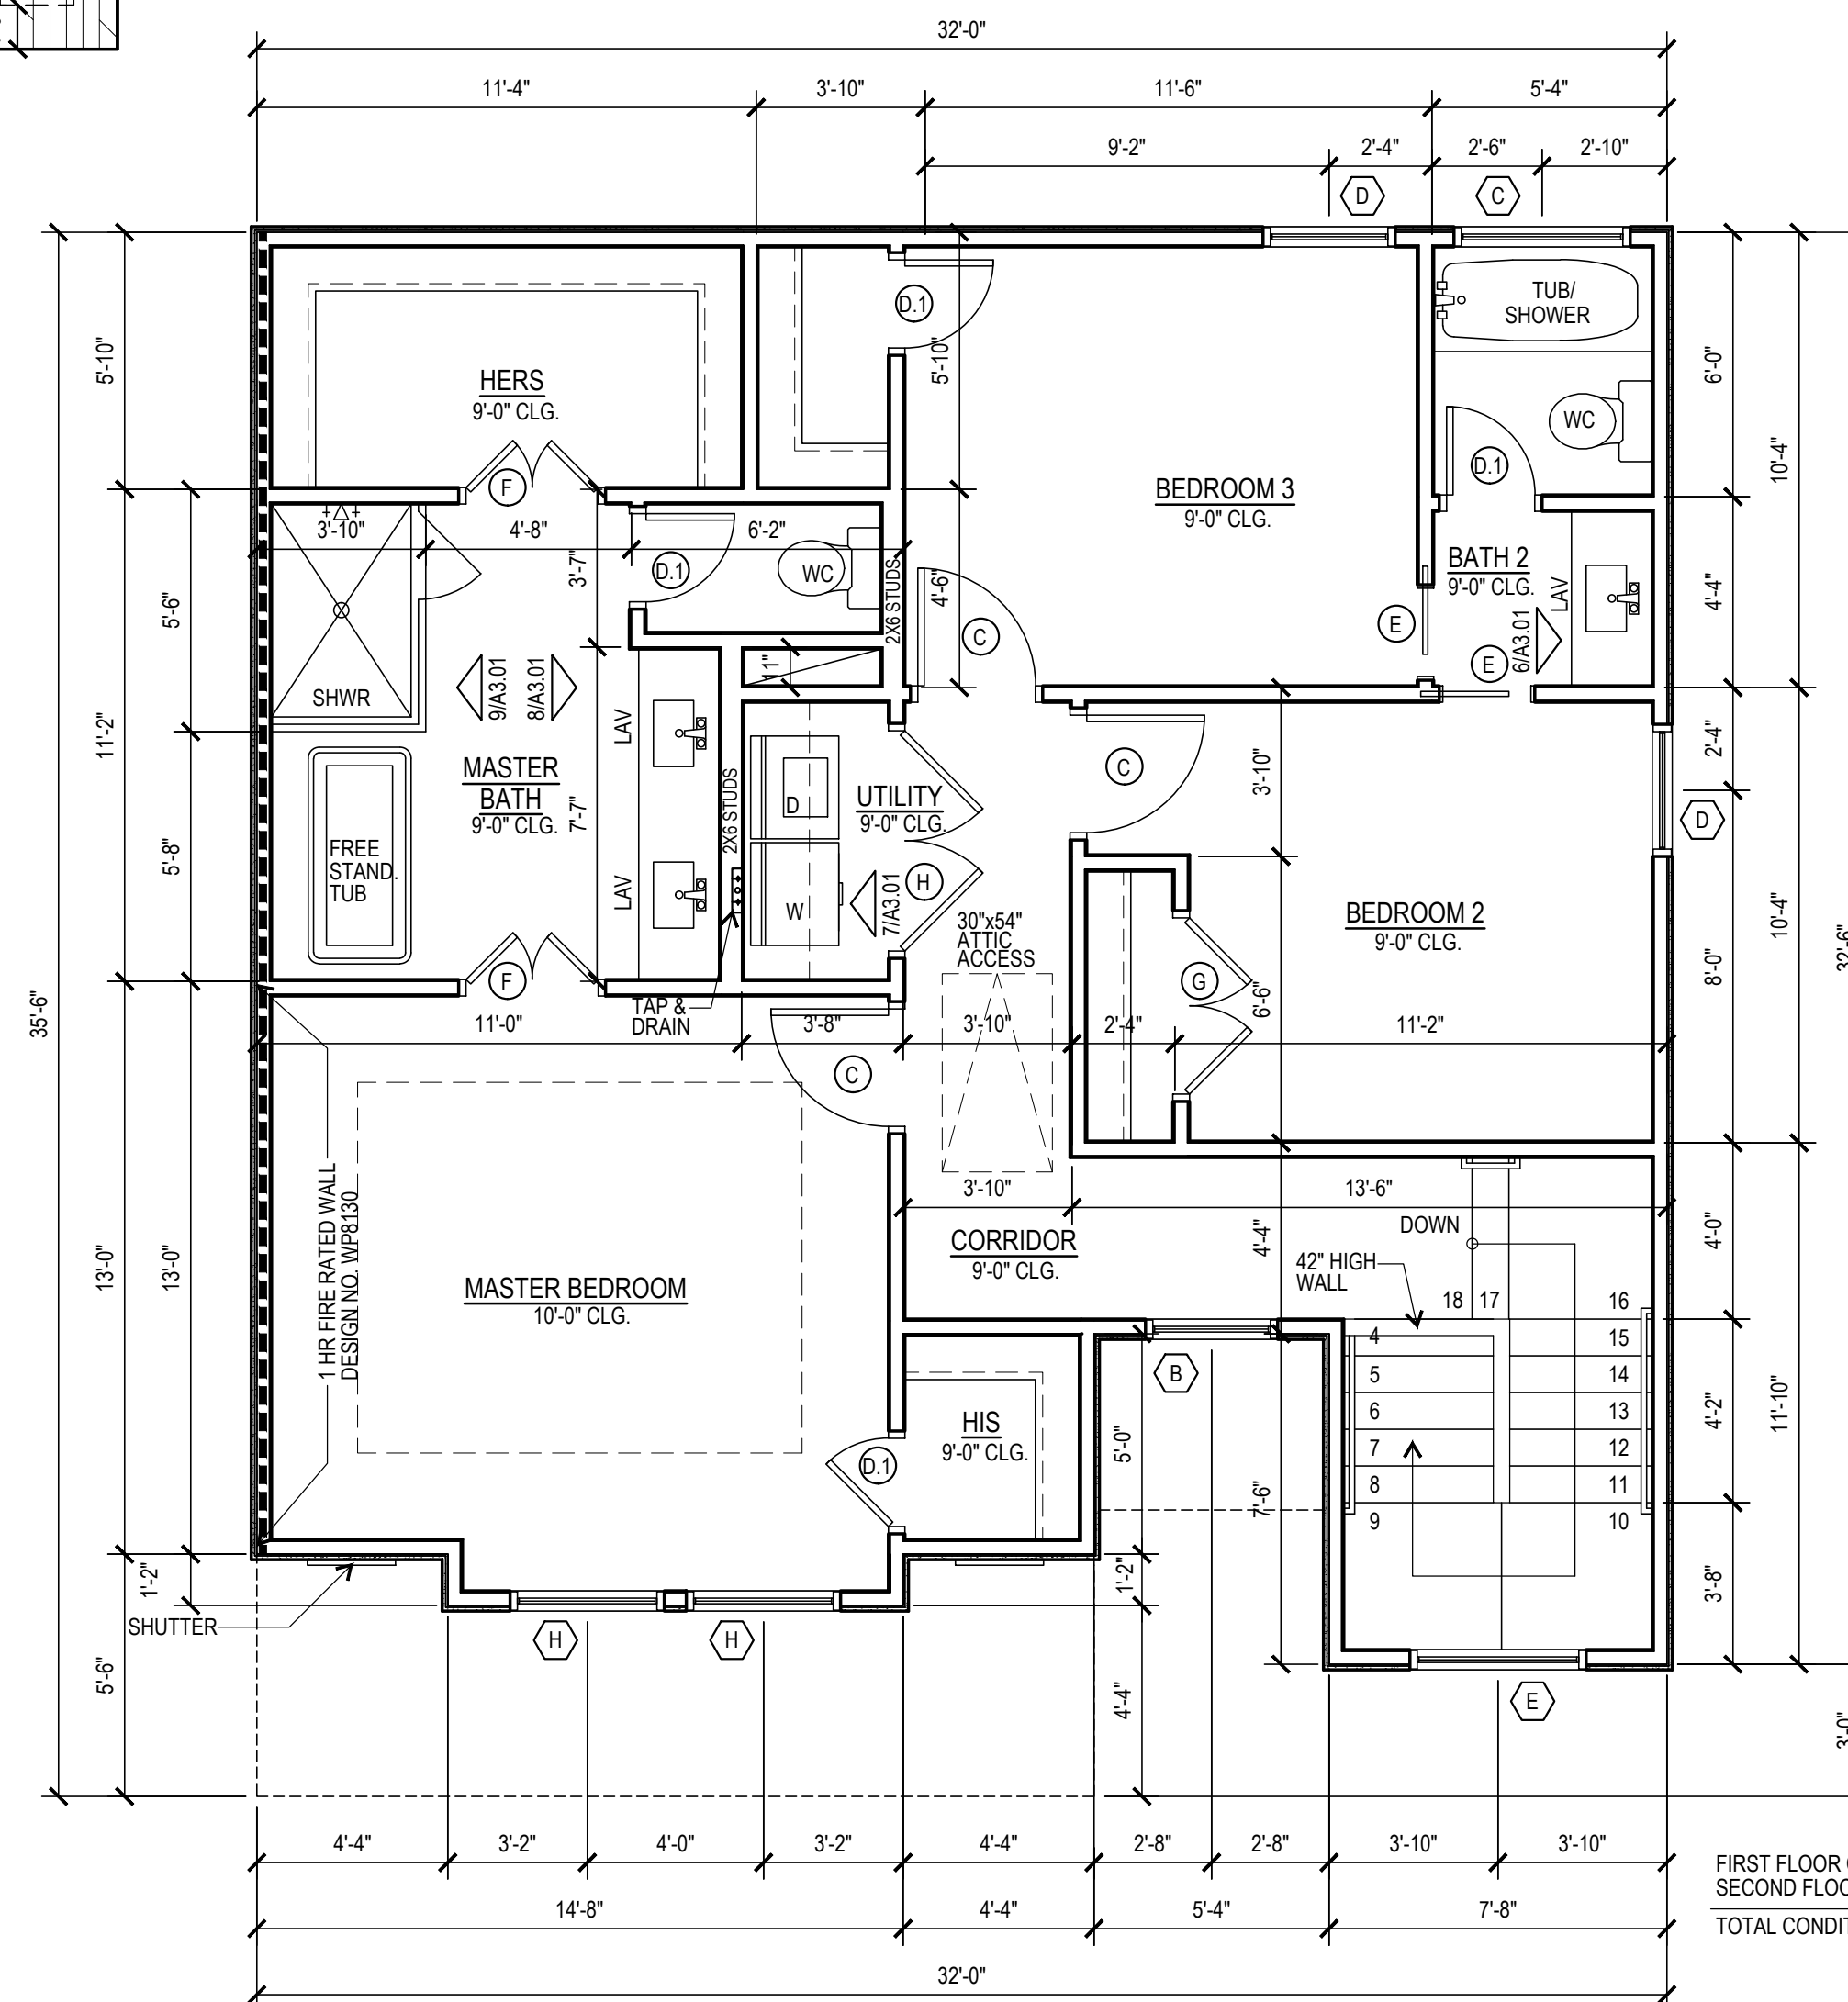 32'-0"
11'-4" 3'-10" 11'-6" 5'-4"
9'-2" 2'-4" 2'-6" 2'-10"
D C
35'-6"
5'-10"
11'-2"
13'-0"
5'-6"
5'-6"
5'-8"
13'-0"
1'-2"
HERS
9'-0" CLG.
F
D.1
5'-10"
BEDROOM 3
9'-0" CLG.
TUB/
SHOWER
WC
D.1
BATH 2
9'-0" CLG.
LAV
6/A3.01
E
E
3'-10" 4'-8" 6'-2"
3'-7"
D.1
WC
2X6 STUDS
4'-6"
C
11"
SHWR
9/A3.01
8/A3.01
LAV
LAV
MASTER
BATH
9'-0" CLG.
7'-7"
FREE
STAND.
TUB
F
2X6 STUDS
D
W
UTILITY
9'-0" CLG.
7/A3.01
H
TAP &
DRAIN
30"x54"
ATTIC
ACCESS
C
3'-10"
BEDROOM 2
9'-0" CLG.
G
6'-6"
11'-0" 3'-8" 3'-10" 2'-4" 11'-2"
C
1 HR FIRE RATED WALL
DESIGN NO. WP8130
MASTER BEDROOM
10'-0" CLG.
3'-10" 13'-6"
CORRIDOR
9'-0" CLG.
4'-4"
DOWN
42" HIGH
WALL
18 17 16
4 15
5 14
6 13
7 12
8 11
9 10
B
HIS
9'-0" CLG.
D.1
5'-0"
7'-6"
1'-2"
4'-4"
SHUTTER
H H
E
6'-0"
4'-4"
2'-4"
D
8'-0"
4'-0"
4'-2"
3'-8"
10'-4"
10'-4"
11'-10"
32'-6"
3'-0"
4'-4" 3'-2" 4'-0" 3'-2" 4'-4" 2'-8" 2'-8" 3'-10" 3'-10"
14'-8" 4'-4" 5'-4" 7'-8"
32'-0"
FIRST FLOOR
SECOND FLOO
TOTAL CONDIT